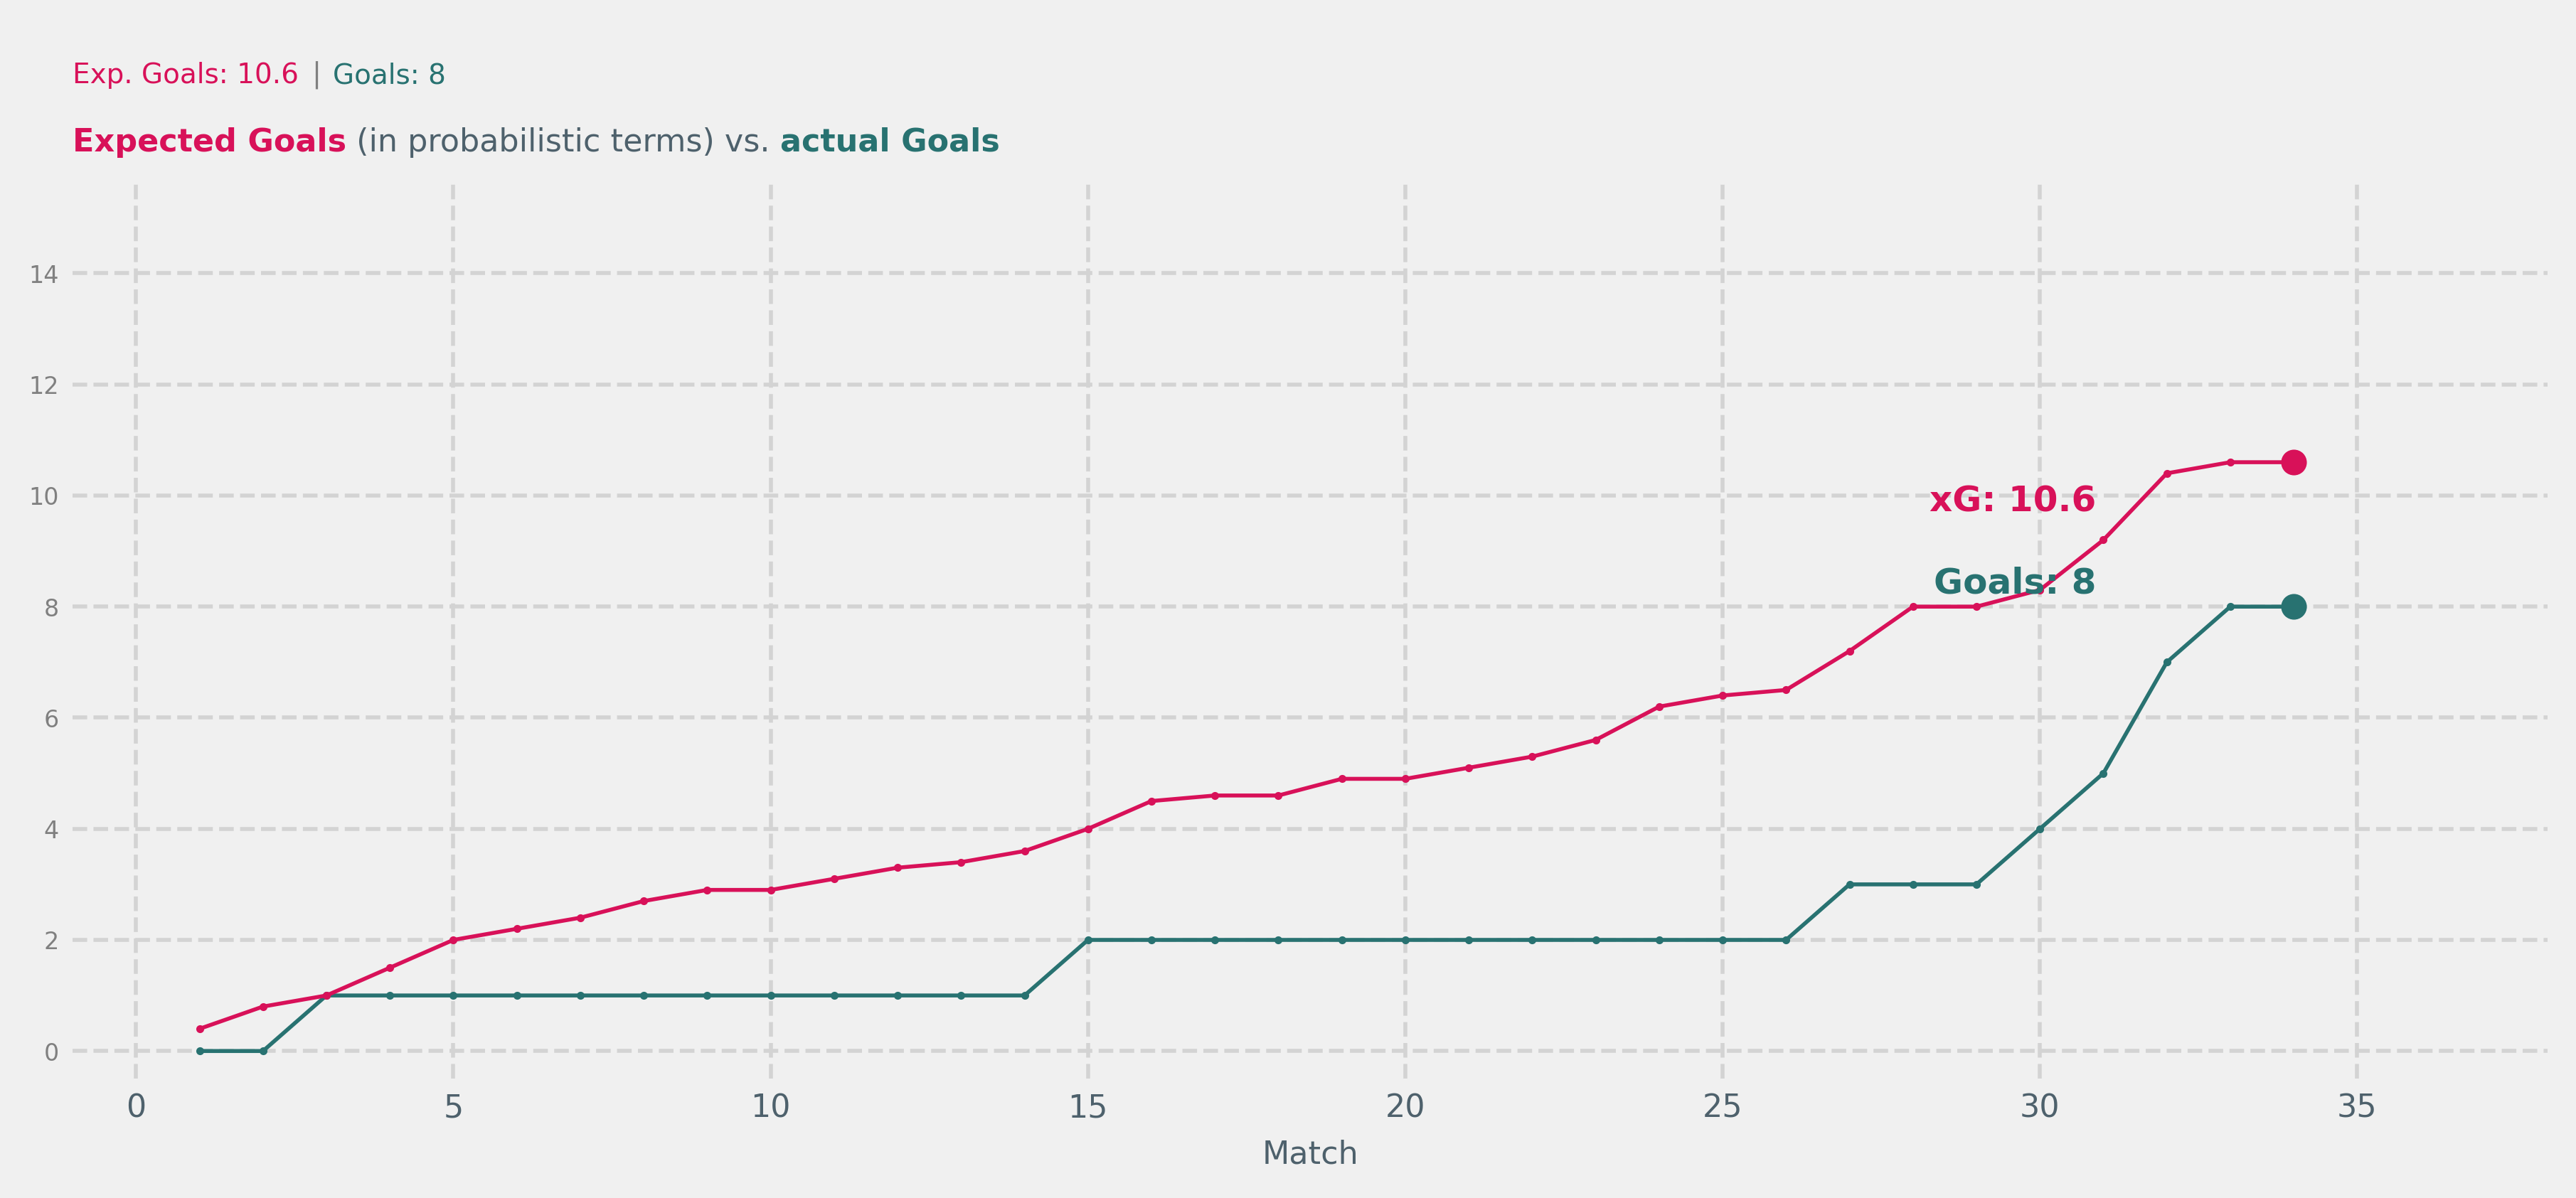 Exp. Goals: 10.6 | Goals: 8
Expected Goals (in probabilistic terms) vs. actual Goals
14
12
10
8
6
4
2
0
xG: 10.6
Goals: 8
0 5 10 15 20 25 30 35
Match